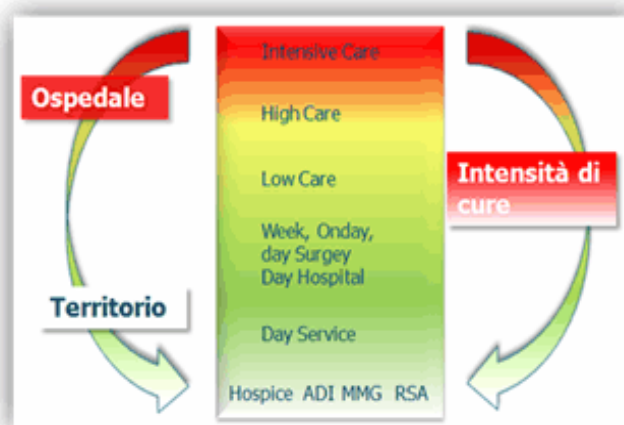 Intensive Care
Ospedale
High Care
Low Care
Intensità di
cure
Week, Onday,
day Surgey
Day Hospital
Territorio
Day Service
Hospice ADI MMG RSA